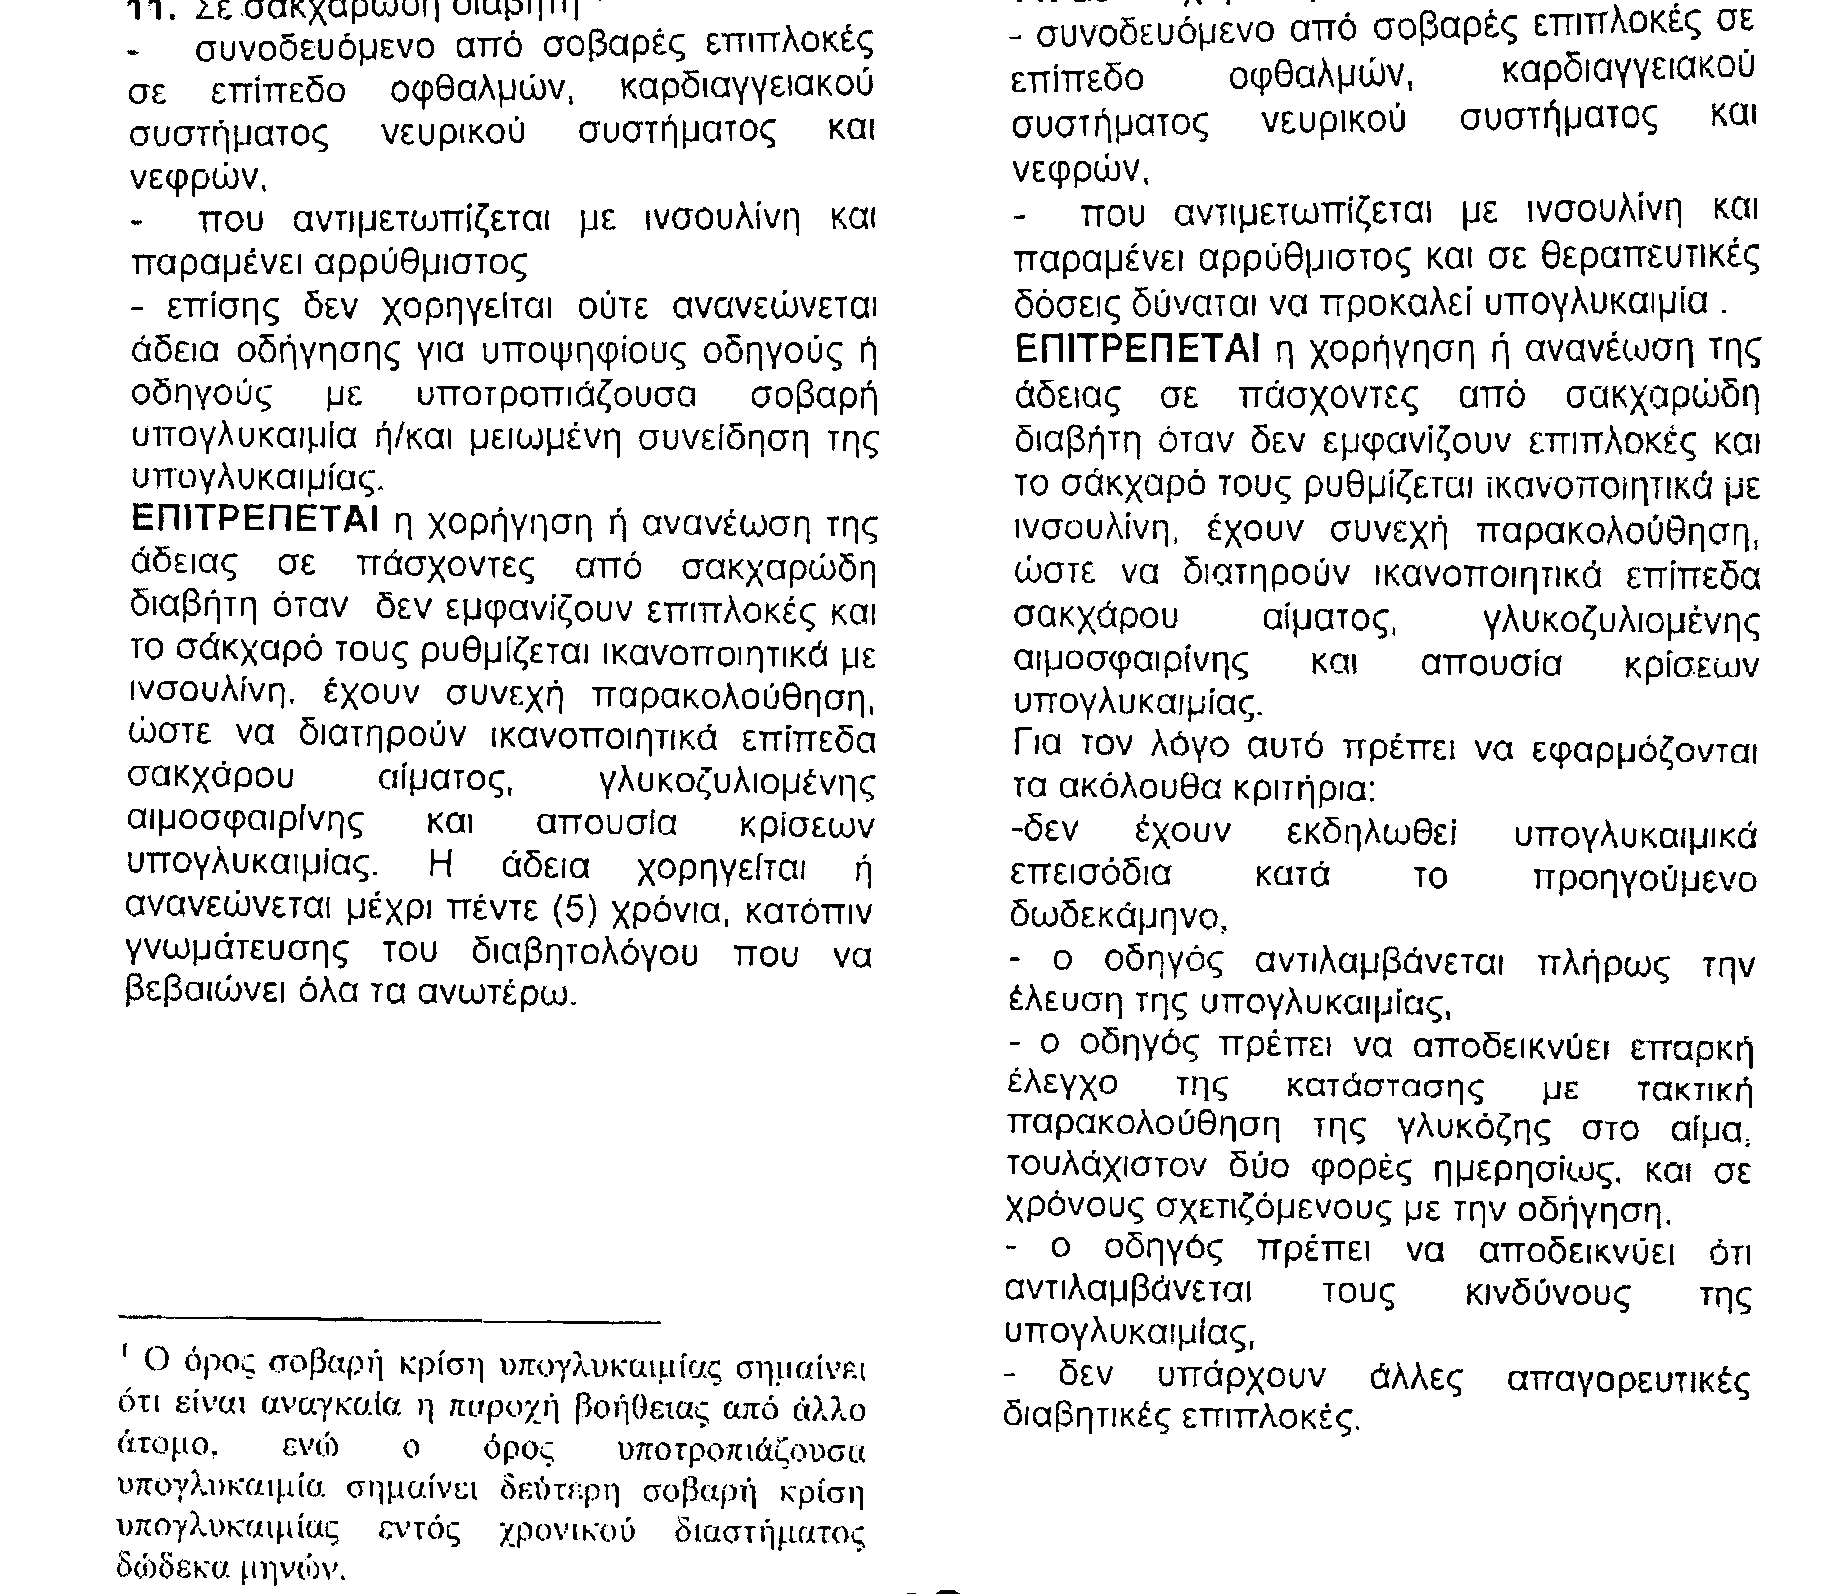 11. Σε σακχαρώδη διαβήτη ¹
- συνοδευόμενο από σοβαρές επιπλοκές
σε επίπεδο οφθαλμών, καρδιαγγειακού
συστήματος νευρικού συστήματος και
νεφρών,
- που αντιμετωπίζεται με ινσουλίνη και
παραμένει αρρύθμιστος
- επίσης δεν χορηγείται ούτε ανανεώνεται
άδεια οδήγησης για υποψηφίους οδηγούς ή
οδηγούς με υποτροπιάζουσα σοβαρή
υπογλυκαιμία ή/και μειωμένη συνείδηση της
υπογλυκαιμίας.
ΕΠΙΤΡΕΠΕΤΑΙ η χορήγηση ή ανανέωση της
άδειας σε πάσχοντες από σακχαρώδη
διαβήτη όταν δεν εμφανίζουν επιπλοκές και
το σάκχαρό τους ρυθμίζεται ικανοποιητικά με
ινσουλίνη, έχουν συνεχή παρακολούθηση,
ώστε να διατηρούν ικανοποιητικά επίπεδα
σακχάρου αίματος, γλυκοζυλιομένης
αιμοσφαιρίνης και απουσία κρίσεων
υπογλυκαιμίας. Η άδεια χορηγείται ή
ανανεώνεται μέχρι πέντε (5) χρόνια, κατόπιν
γνωμάτευσης του διαβητολόγου που να
βεβαιώνει όλα τα ανωτέρω.
¹ Ο όρος σοβαρή κρίση υπογλυκαιμίας σημαίνει
ότι είναι αναγκαία η παροχή βοήθειας από άλλο
άτομο, ενώ ο όρος υποτροπιάζουσα
υπογλυκαιμία σημαίνει δεύτερη σοβαρή κρίση
υπογλυκαιμίας εντός χρονικού διαστήματος
δώδεκα μηνών.
- συνοδευόμενο από σοβαρές επιπλοκές σε
επίπεδο οφθαλμών, καρδιαγγειακού
συστήματος νευρικού συστήματος και
νεφρών,
- που αντιμετωπίζεται με ινσουλίνη και
παραμένει αρρύθμιστος και σε θεραπευτικές
δόσεις δύναται να προκαλεί υπογλυκαιμία .
ΕΠΙΤΡΕΠΕΤΑΙ η χορήγηση ή ανανέωση της
άδειας σε πάσχοντες από σακχαρώδη
διαβήτη όταν δεν εμφανίζουν επιπλοκές και
το σάκχαρό τους ρυθμίζεται ικανοποιητικά με
ινσουλίνη, έχουν συνεχή παρακολούθηση,
ώστε να διατηρούν ικανοποιητικά επίπεδα
σακχάρου αίματος, γλυκοζυλιομένης
αιμοσφαιρίνης και απουσία κρίσεων
υπογλυκαιμίας.
Για τον λόγο αυτό πρέπει να εφαρμόζονται
τα ακόλουθα κριτήρια:
-δεν έχουν εκδηλωθεί υπογλυκαιμικά
επεισόδια κατά το προηγούμενο
δωδεκάμηνο,
- ο οδηγός αντιλαμβάνεται πλήρως την
έλευση της υπογλυκαιμίας,
- ο οδηγός πρέπει να αποδεικνύει επαρκή
έλεγχο της κατάστασης με τακτική
παρακολούθηση της γλυκόζης στο αίμα,
τουλάχιστον δύο φορές ημερησίως, και σε
χρόνους σχετιζόμενους με την οδήγηση,
- ο οδηγός πρέπει να αποδεικνύει ότι
αντιλαμβάνεται τους κινδύνους της
υπογλυκαιμίας,
- δεν υπάρχουν άλλες απαγορευτικές
διαβητικές επιπλοκές.